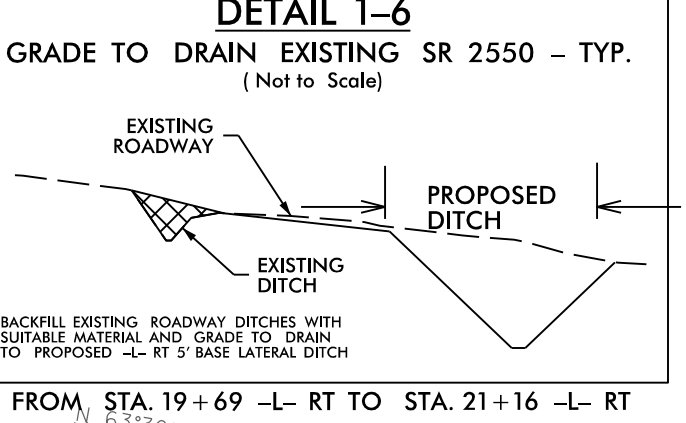 DETAIL 1–6
GRADE TO DRAIN EXISTING SR 2550 – TYP.
( Not to Scale)
EXISTING
ROADWAY
PROPOSED
DITCH
EXISTING
DITCH
BACKFILL EXISTING ROADWAY DITCHES WITH
SUITABLE MATERIAL AND GRADE TO DRAIN
TO PROPOSED –L– RT 5' BASE LATERAL DITCH
FROM STA. 19+69 –L– RT TO STA. 21+16 –L– RT
N